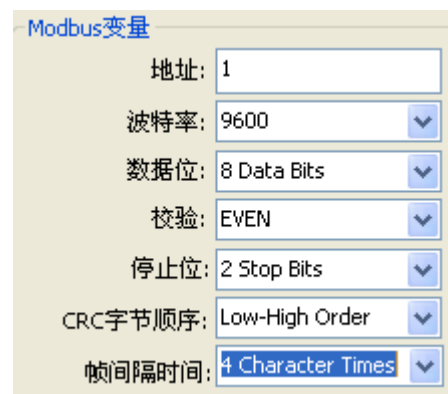 Modbus变量
地址: 1
波特率: 9600
数据位: 8 Data Bits
校验: EVEN
停止位: 2 Stop Bits
CRC字节顺序: Low-High Order
帧间隔时间: 4 Character Times